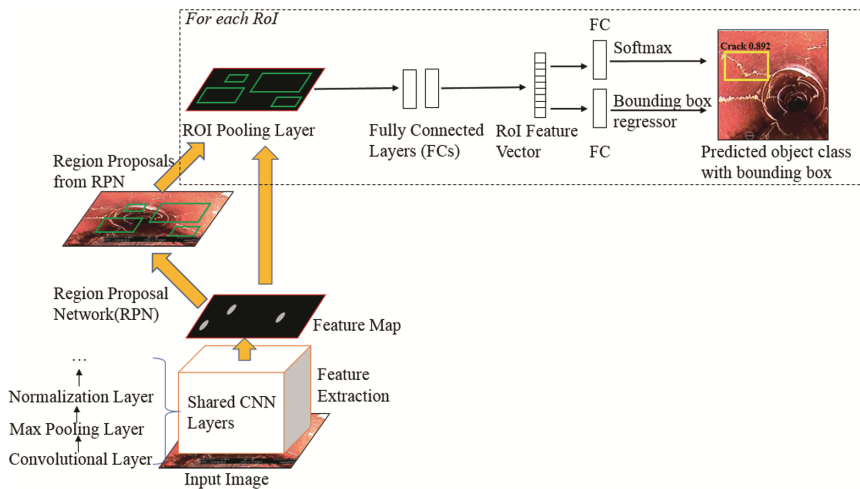 For each RoI
FC
Softmax
Crack 0.892
ROI Pooling Layer
Fully Connected
Layers (FCs)
RoI Feature
Vector
Bounding box
regressor
FC
Predicted object class
with bounding box
Region Proposals
from RPN
Region Proposal
Network(RPN)
Feature Map
...
Normalization Layer
Max Pooling Layer
Convolutional Layer
Shared CNN
Layers
Feature
Extraction
Input Image